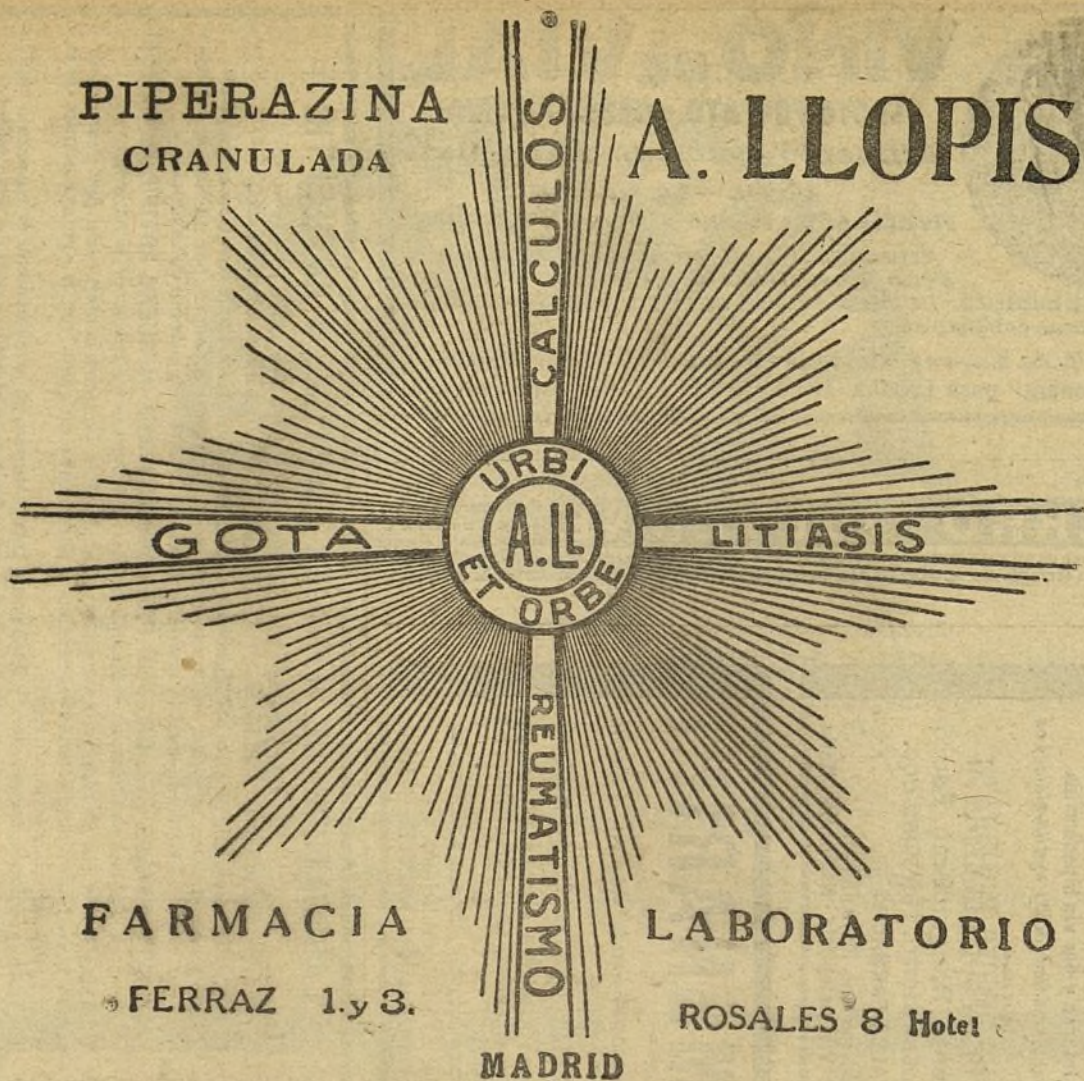 PIPERAZINA
CRANULADA
A. LLOPIS
CALCULOS
GOTA
URBI
A.LL
ET ORBE
LITIASIS
REUMATISMO
FARMACIA
FERRAZ 1.y 3.
LABORATORIO
ROSALES 8 Hotel
MADRID